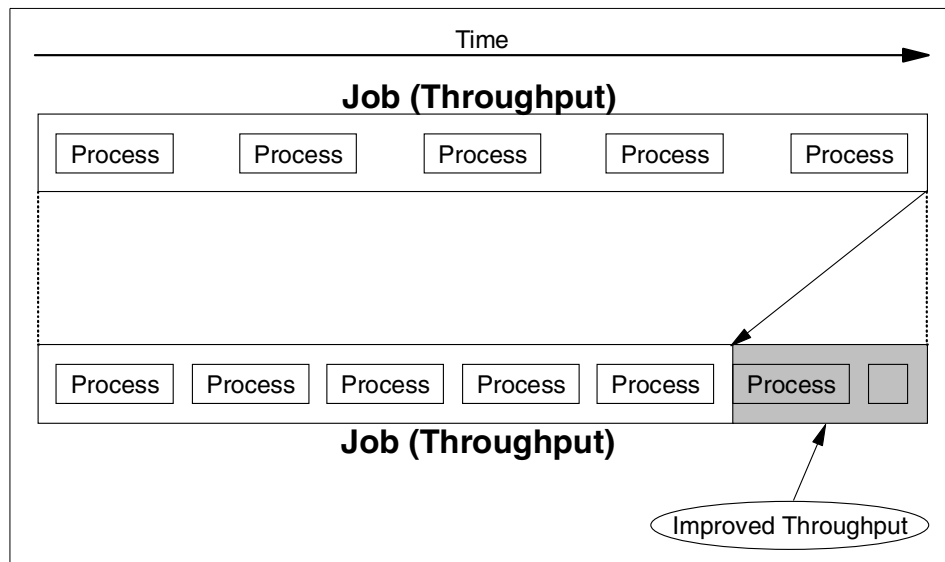 Time
Job (Throughput)
Process Process Process Process Process
Process Process Process Process Process Process
Job (Throughput)
Improved Throughput